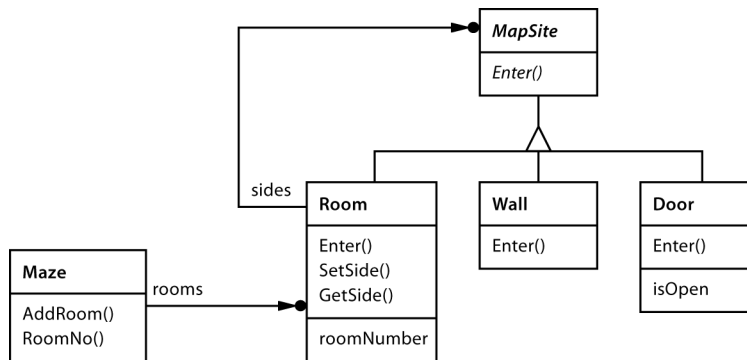 MapSite
Enter()
sides
Room
Enter()
SetSide()
GetSide()
roomNumber
Wall
Enter()
Door
Enter()
isOpen
Maze
AddRoom()
RoomNo()
rooms